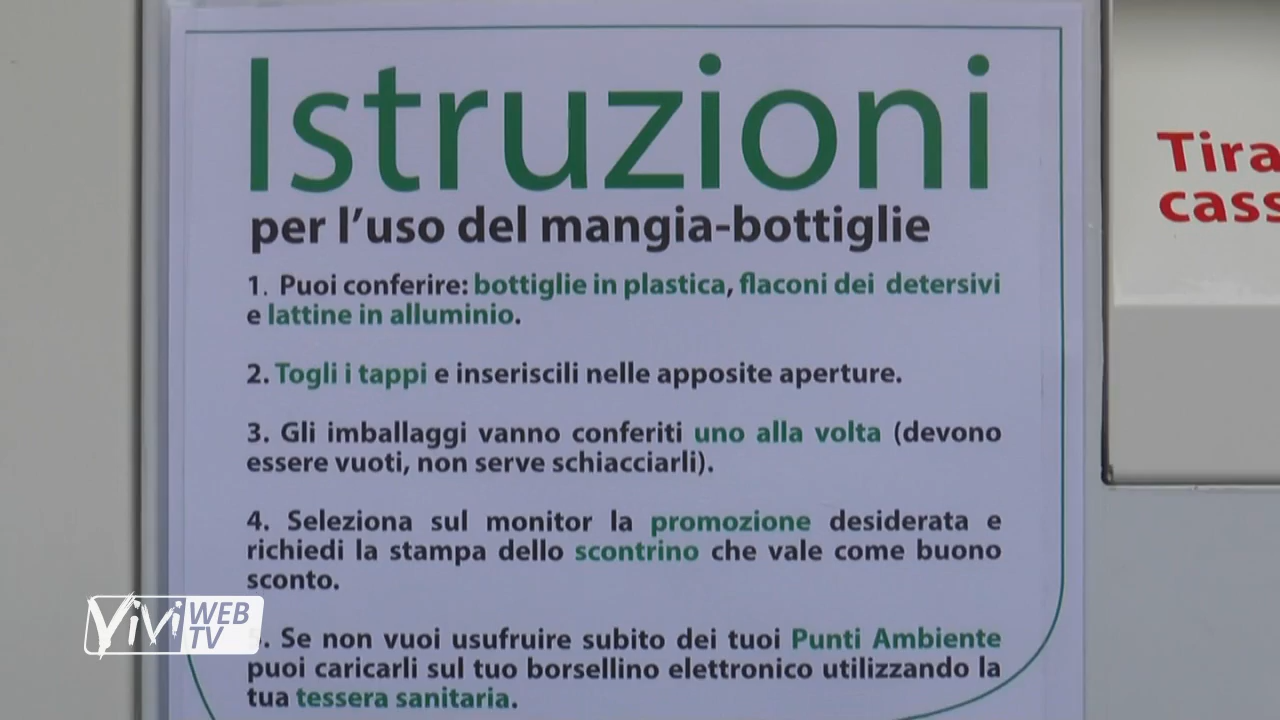 Istruzioni
per l'uso del mangia-bottiglie
1. Puoi conferire: bottiglie in plastica, flaconi dei detersivi
e lattine in alluminio.
2. Togli i tappi e inseriscili nelle apposite aperture.
3. Gli imballaggi vanno conferiti uno alla volta (devono
essere vuoti, non serve schiacciarli).
4. Seleziona sul monitor la promozione desiderata e
richiedi la stampa dello scontrino che vale come buono
sconto.
. Se non vuoi usufruire subito dei tuoi Punti Ambiente
puoi caricarli sul tuo borsellino elettronico utilizzando la
tua tessera sanitaria.
Tira
cass
ViVi WEB
TV